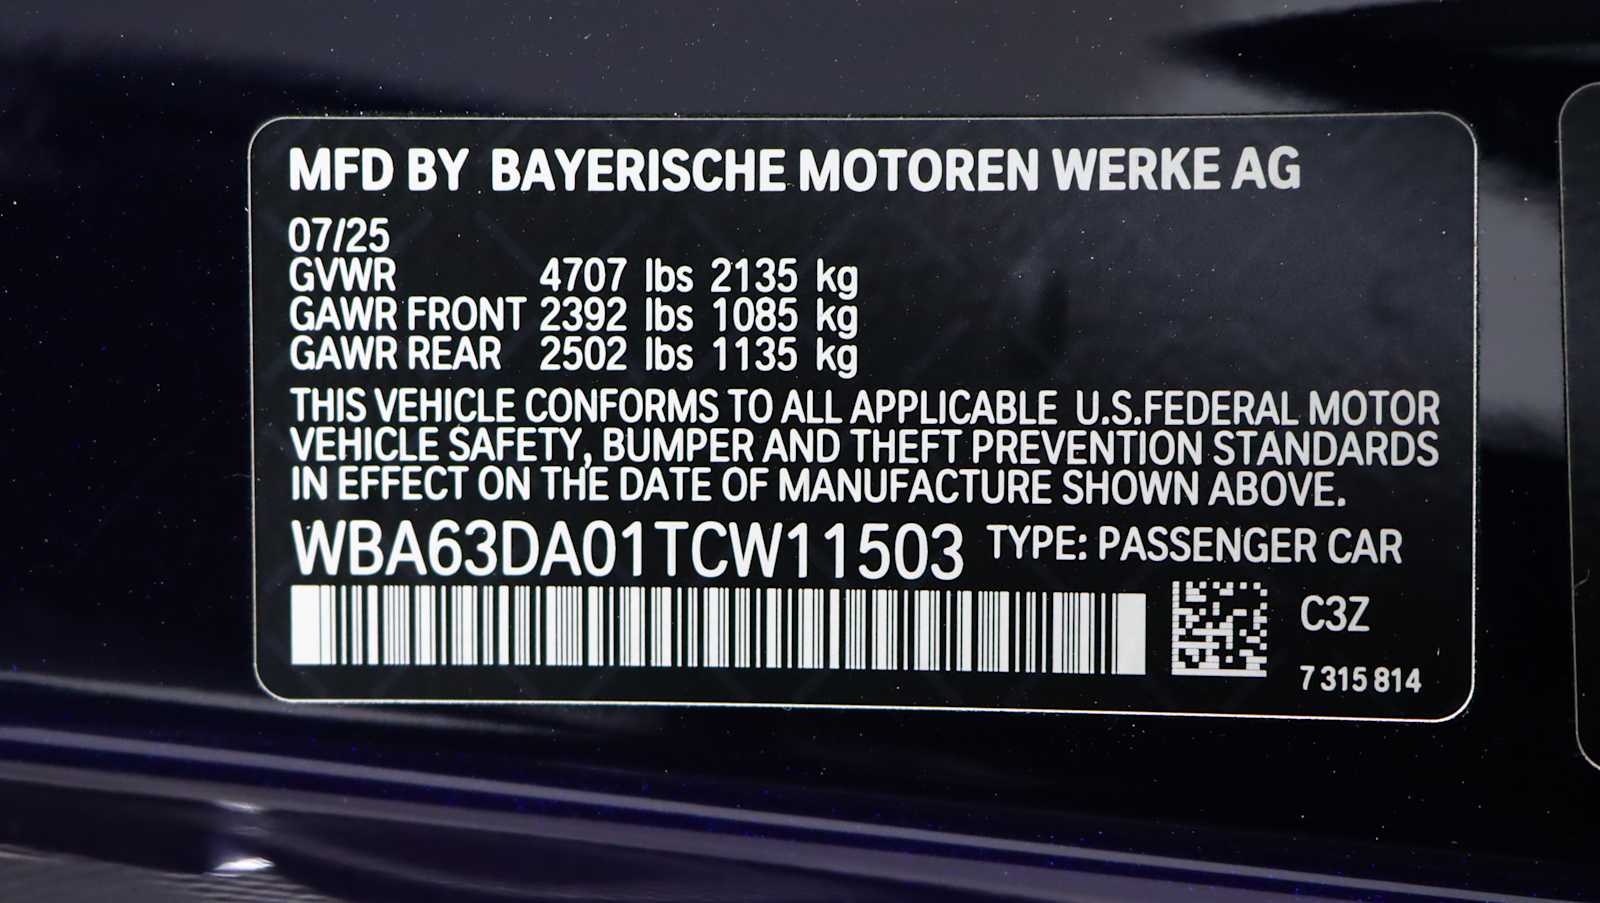 MFD BY BAYERISCHE MOTOREN WERKE AG
07/25
GVWR 4707 lbs 2135 kg
GAWR FRONT 2392 lbs 1085 kg
GAWR REAR 2502 lbs 1135 kg
THIS VEHICLE CONFORMS TO ALL APPLICABLE U.S.FEDERAL MOTOR
VEHICLE SAFETY, BUMPER AND THEFT PREVENTION STANDARDS
IN EFFECT ON THE DATE OF MANUFACTURE SHOWN ABOVE.
WBA63DA01TCW11503 TYPE: PASSENGER CAR
C3Z
7 315 814